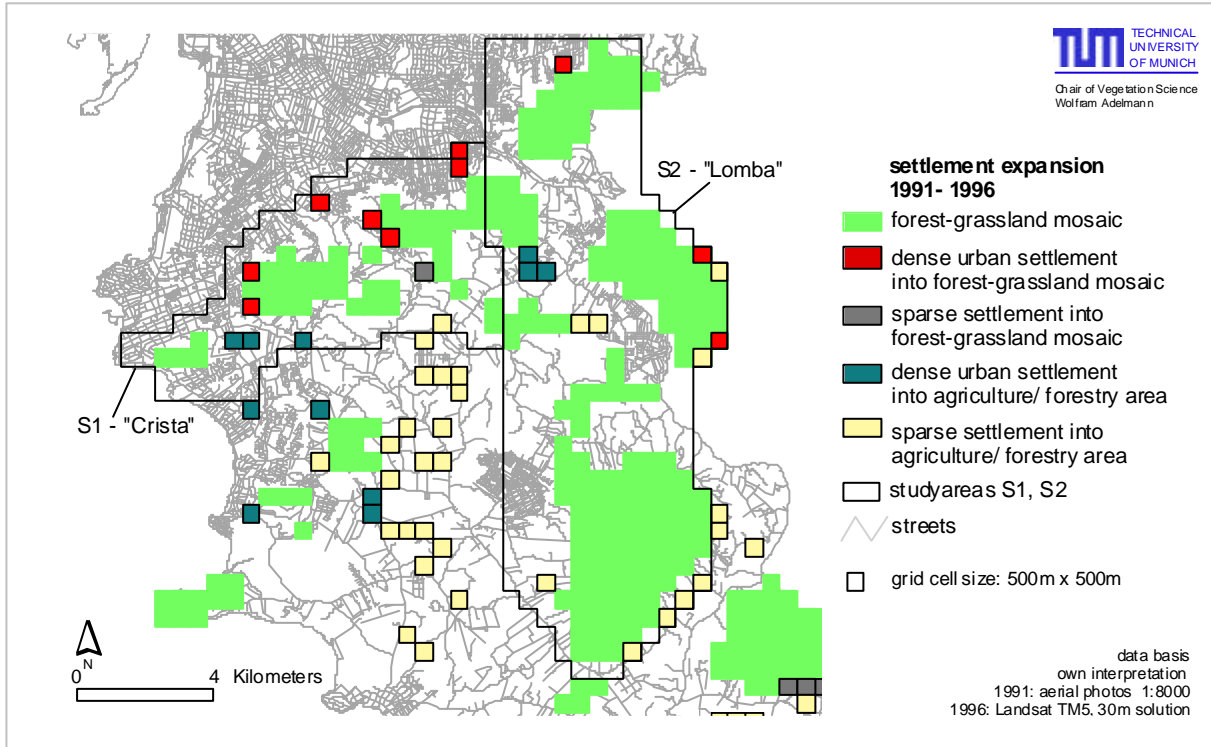 TUM
TECHNICAL
UNIVERSITY
OF MUNICH
Chair of Vegetation Science
Wolfram Adelmann
S2 - "Lomba"
S1 - "Crista"
settlement expansion
1991- 1996
forest-grassland mosaic
dense urban settlement
into forest-grassland mosaic
sparse settlement into
forest-grassland mosaic
dense urban settlement
into agriculture/ forestry area
sparse settlement into
agriculture/ forestry area
studyareas S1, S2
streets
grid cell size: 500m x 500m
N
0 4 Kilometers
data basis
own interpretation
1991: aerial photos 1:8000
1996: Landsat TM5, 30m solution